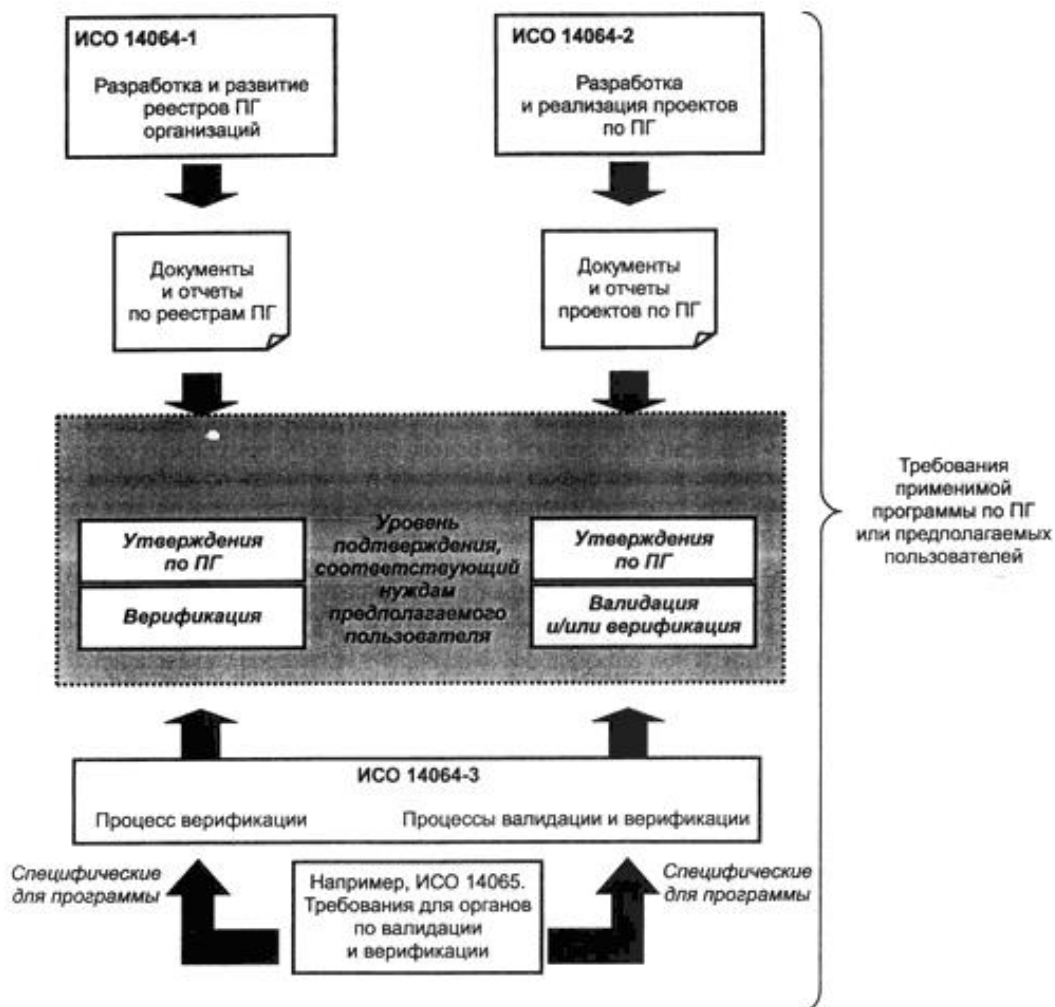 ИСО 14064-1
Разработка и развитие
реестров ПГ
организаций
ИСО 14064-2
Разработка
и реализация проектов
по ПГ
Документы
и отчеты
по реестрам ПГ
Документы
и отчеты
проектов по ПГ
Требования
применимой
программы по ПГ
или предполагаемых
пользователей
Утверждения
по ПГ
Верификация
Уровень
подтверждения,
соответствующий
нуждам
предполагаемого
пользователя
Утверждения
по ПГ
Валидация
и/или верификация
ИСО 14064-3
Процесс верификации
Процессы валидации и верификации
Специфические
для программы
Например, ИСО 14065.
Требования для органов
по валидации
и верификации
Специфические
для программы